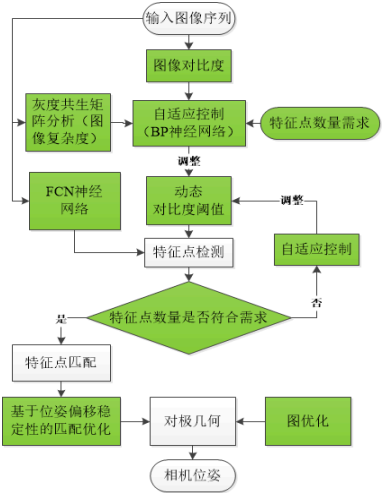 输入图像序列
图像对比度
灰度共生矩
阵分析（图
像复杂度）
自适应控制
（BP神经网络）
特征点数量需求
调整
FCN神经
网络
动态
对比度阈值
调整
特征点检测
自适应控制
否
特征点数量是否符合需求
是
特征点匹配
基于位姿偏移稳
定性的匹配优化
对极几何
图优化
相机位姿